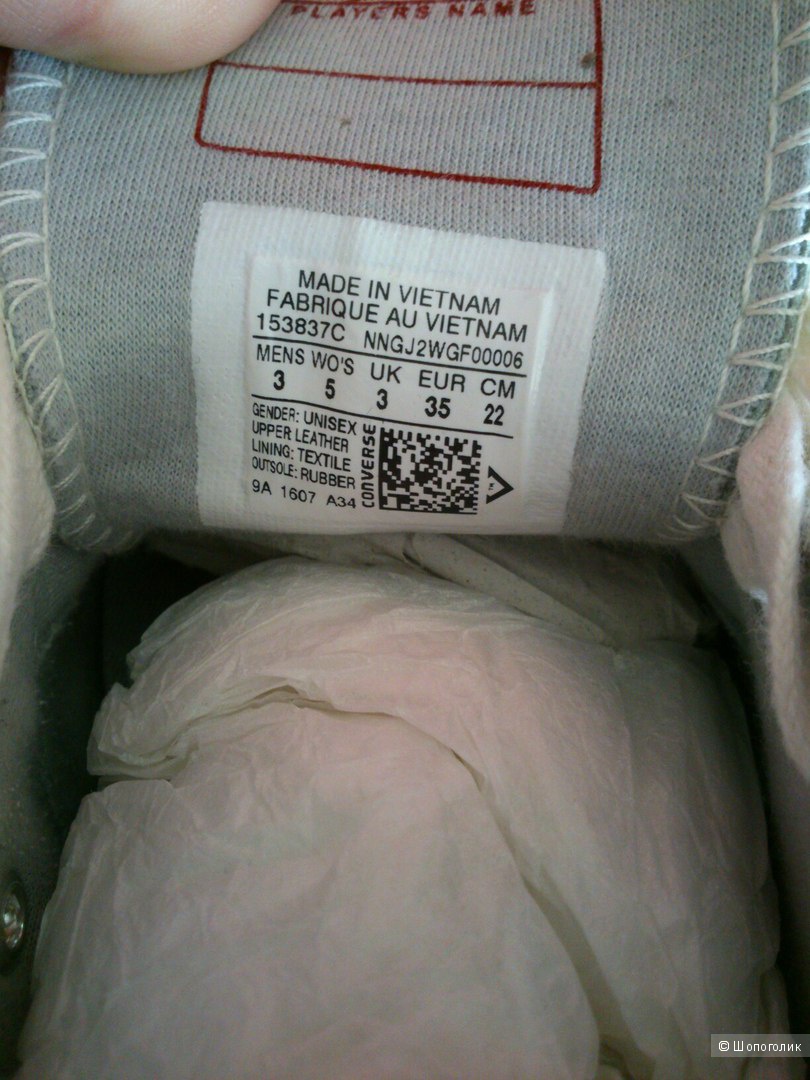 PLAYERS NAME
MADE IN VIETNAM
FABRIQUE AU VIETNAM
153837C NNGJ2WGF00006
MENS WO'S UK EUR CM
3 5 3 35 22
GENDER: UNISEX
UPPER: LEATHER
LINING: TEXTILE
OUTSOLE: RUBBER
9A 1607 A34
CONVERSE
© Шопоголик